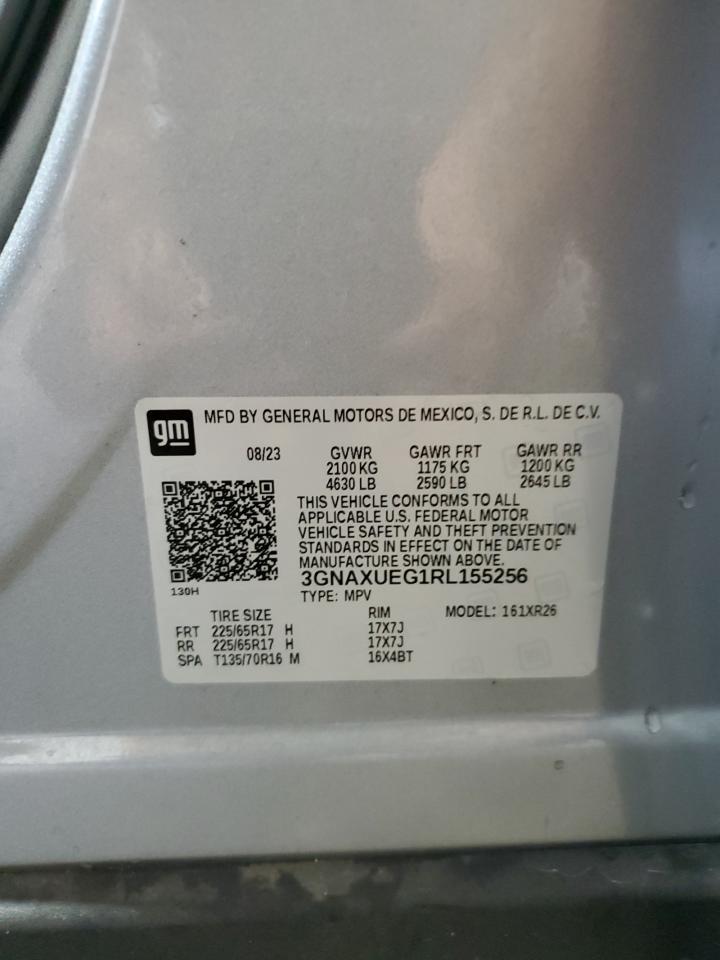 gm
MFD BY GENERAL MOTORS DE MEXICO, S. DE R.L. DE C.V.
08/23 GVWR GAWR FRT GAWR RR
2100 KG 1175 KG 1200 KG
4630 LB 2590 LB 2645 LB
THIS VEHICLE CONFORMS TO ALL
APPLICABLE U.S. FEDERAL MOTOR
VEHICLE SAFETY AND THEFT PREVENTION
STANDARDS IN EFFECT ON THE DATE OF
MANUFACTURE SHOWN ABOVE.
130H
3GNAXUEG1RL155256
TYPE: MPV
TIRE SIZE RIM MODEL: 161XR26
FRT 225/65R17 H 17X7J
RR 225/65R17 H 17X7J
SPA T135/70R16 M 16X4BT